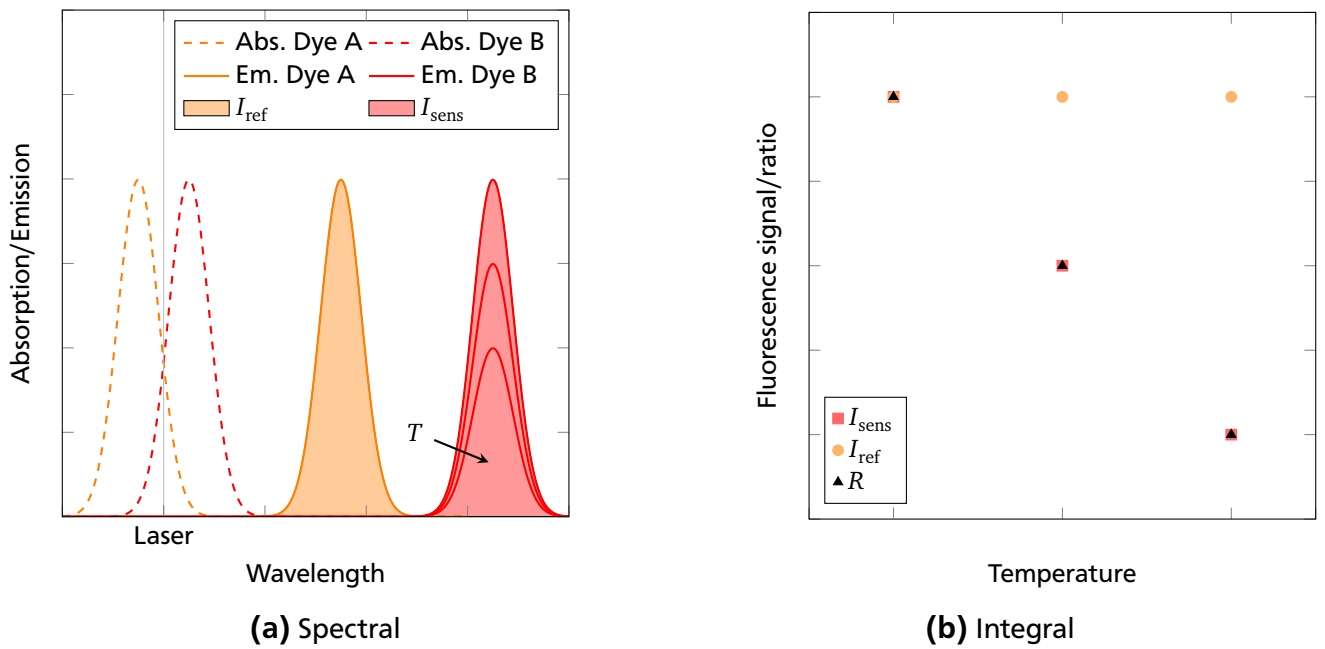 Abs. Dye A Abs. Dye B
Em. Dye A Em. Dye B
I_ref I_sens
Absorption/Emission
T
Laser
Wavelength
(a) Spectral
Fluorescence signal/ratio
I_sens
I_ref
R
Temperature
(b) Integral